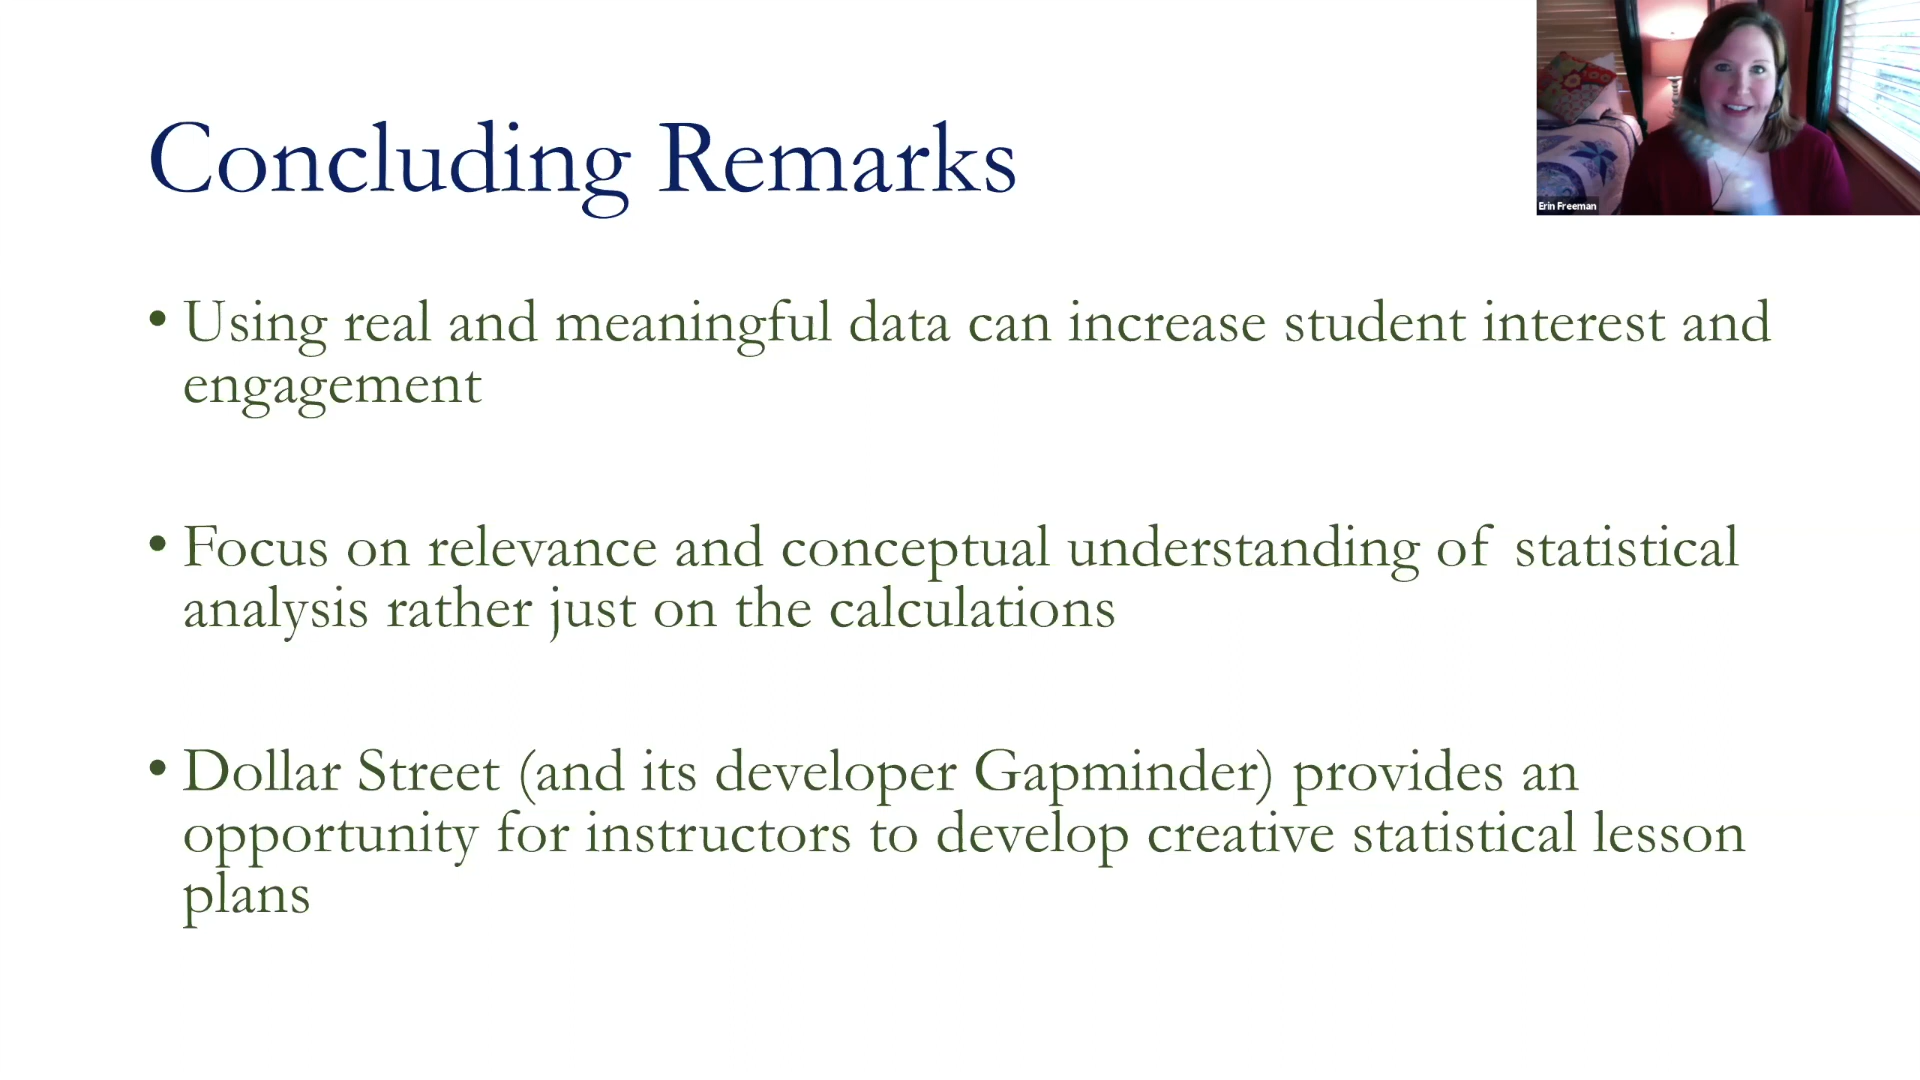 Concluding Remarks
Erin Freeman
• Using real and meaningful data can increase student interest and
engagement
• Focus on relevance and conceptual understanding of statistical
analysis rather just on the calculations
• Dollar Street (and its developer Gapminder) provides an
opportunity for instructors to develop creative statistical lesson
plans